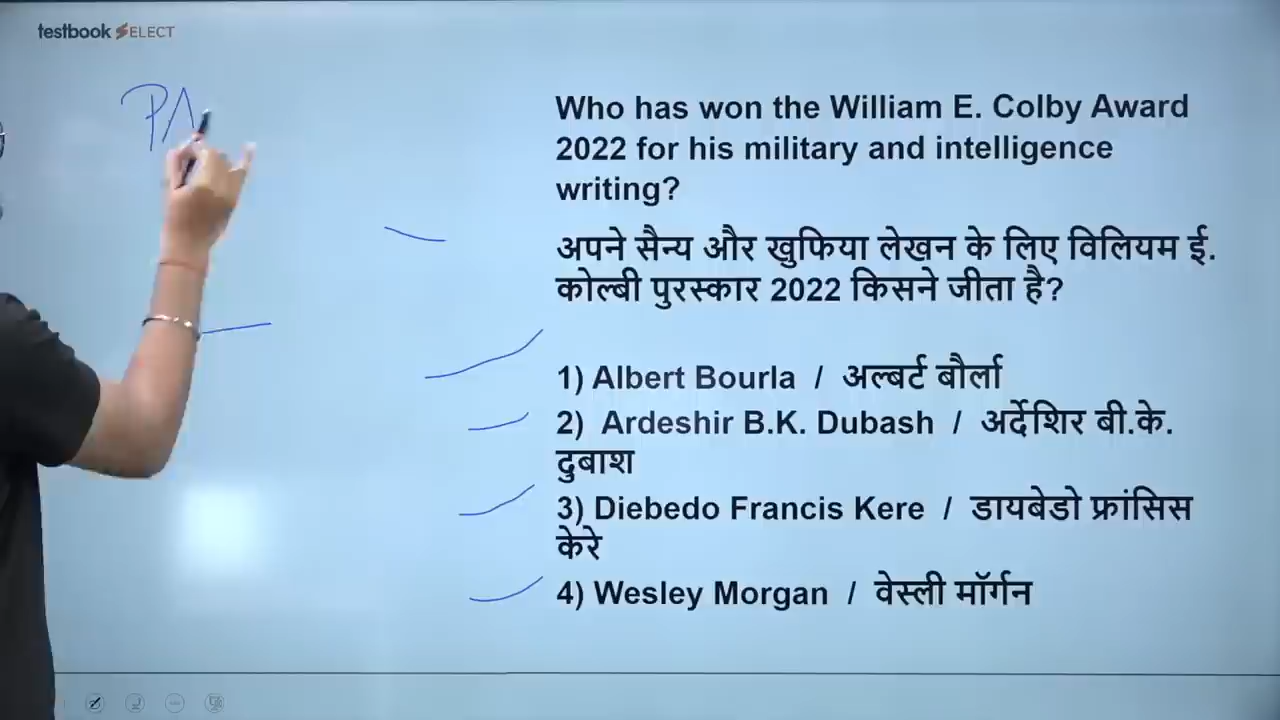 testbook SELECT
PA
Who has won the William E. Colby Award
2022 for his military and intelligence
writing?
अपने सैन्य और खुफिया लेखन के लिए विलियम ई.
कोल्बी पुरस्कार 2022 किसने जीता है?
1) Albert Bourla / अल्बर्ट बौर्ला
2) Ardeshir B.K. Dubash / अर्देशिर बी.के.
दुबाश
3) Diebedo Francis Kere / डायबेडो फ्रांसिस
केरे
4) Wesley Morgan / वेस्ली मॉर्गन